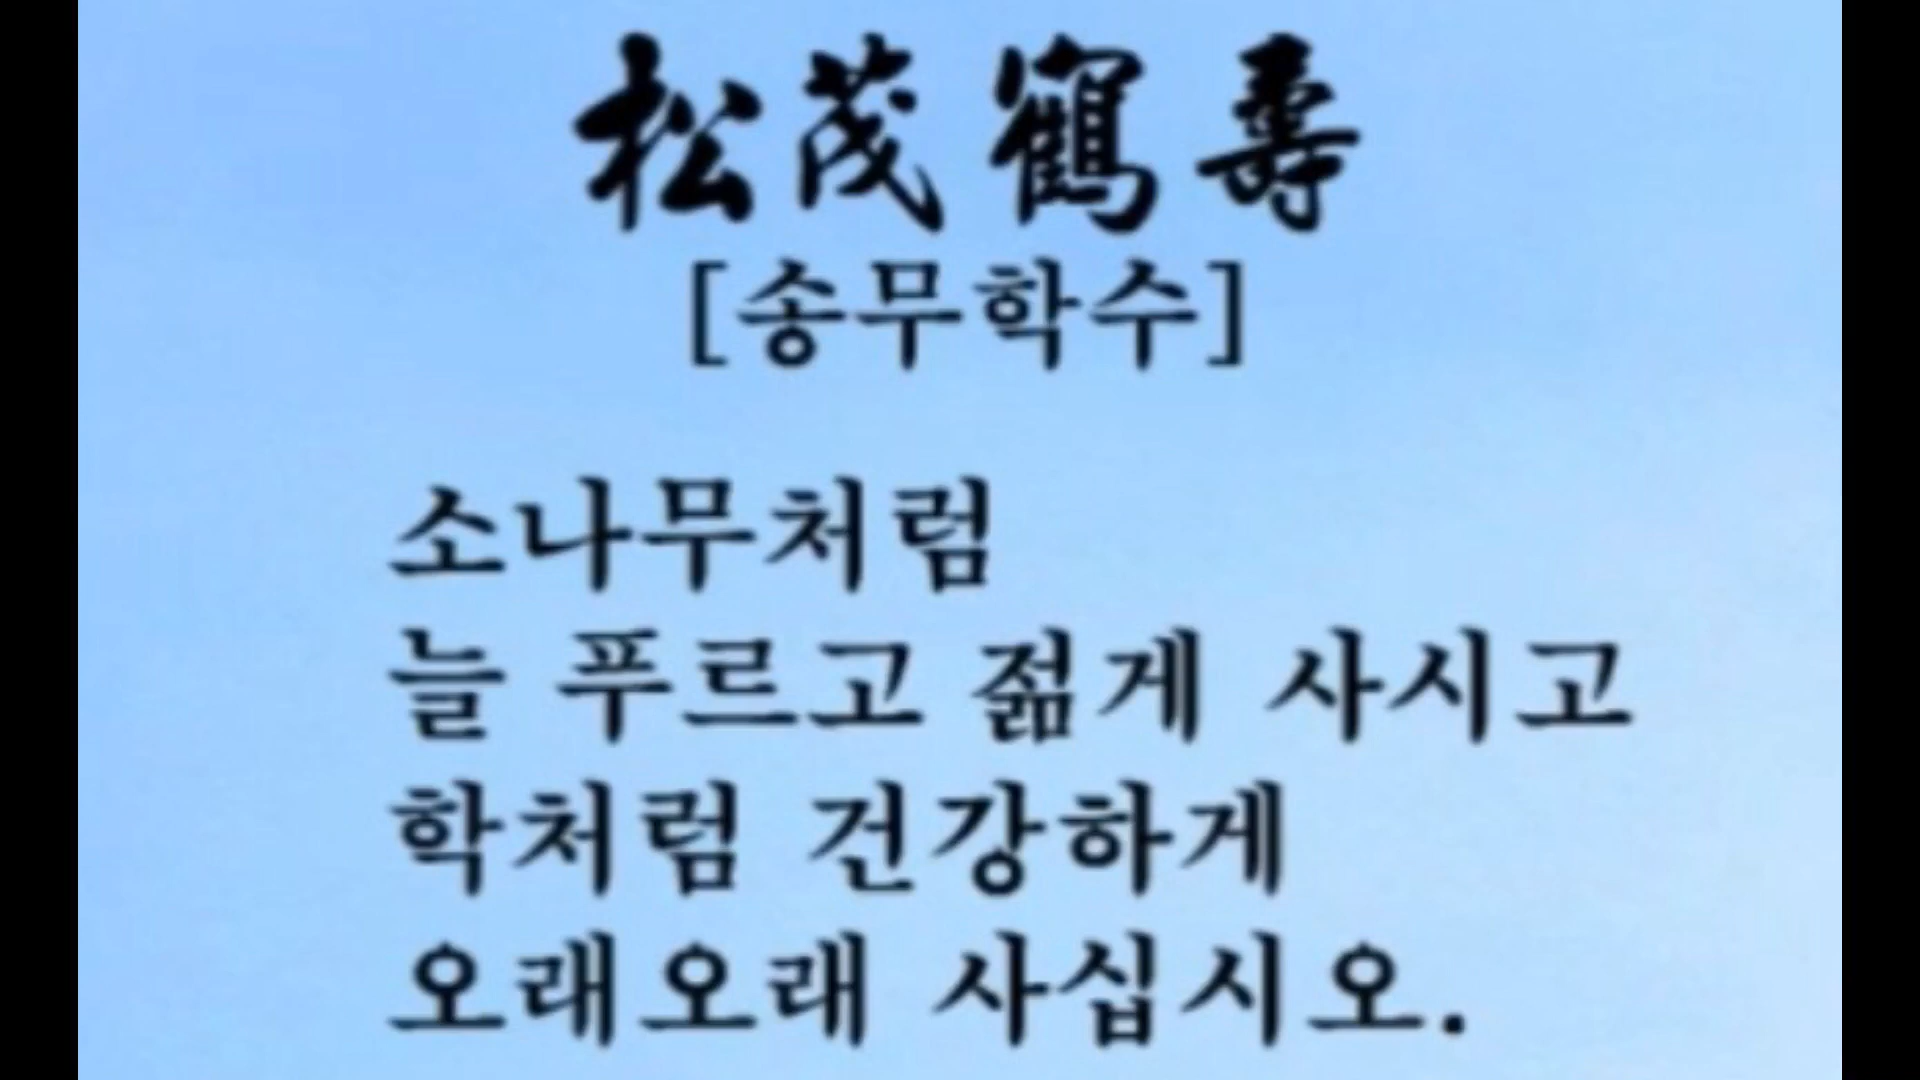 松茂鶴壽
[송무학수]
소나무처럼
늘 푸르고 젊게 사시고
학처럼 건강하게
오래오래 사십시오.